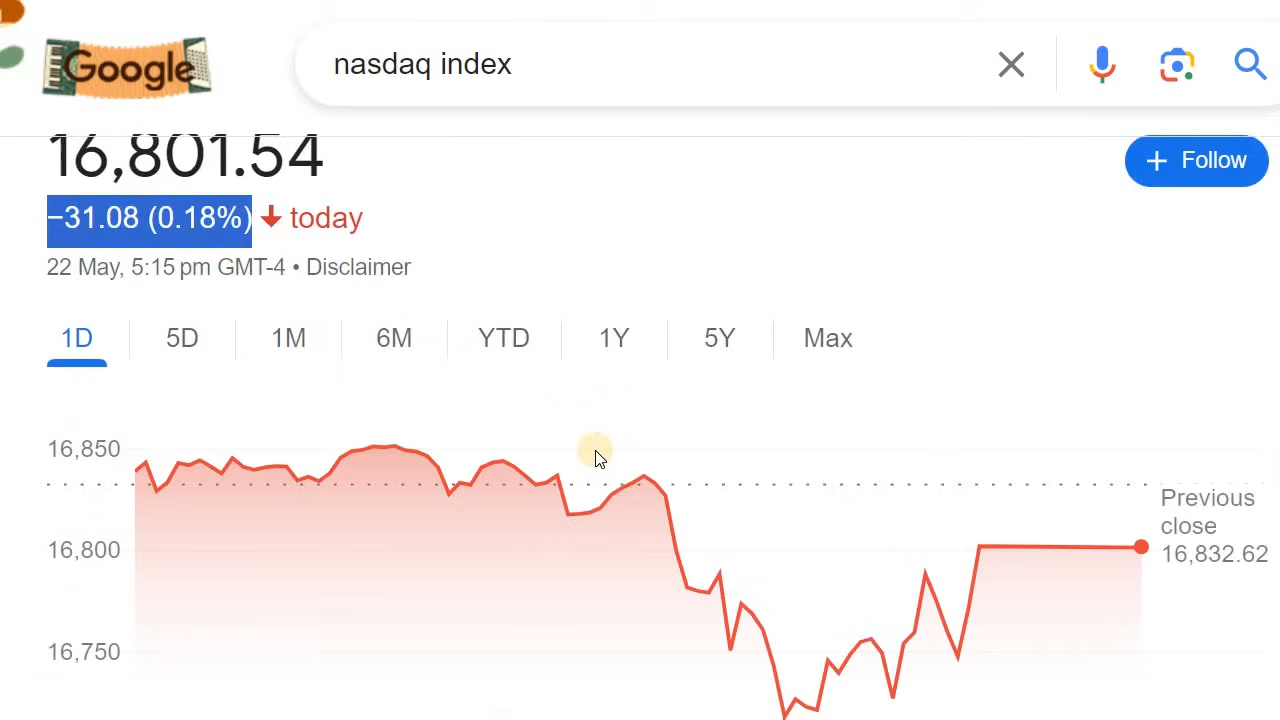 Google
nasdaq index
16,801.54
+ Follow
−31.08 (0.18%) ↓ today
22 May, 5:15 pm GMT-4 • Disclaimer
1D 5D 1M 6M YTD 1Y 5Y Max
16,850
Previous
close
16,832.62
16,800
16,750